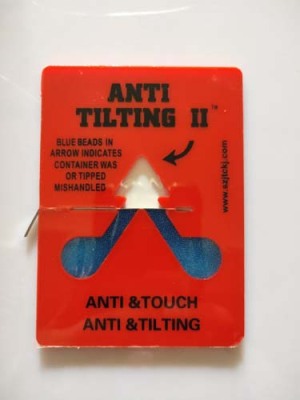 ANTI
TILTING II™
BLUE BEADS IN
ARROW INDICATES
CONTAINER WAS
OR TIPPED
MISHANDLED
www.szjtckj.com
ANTI &TOUCH
ANTI &TILTING